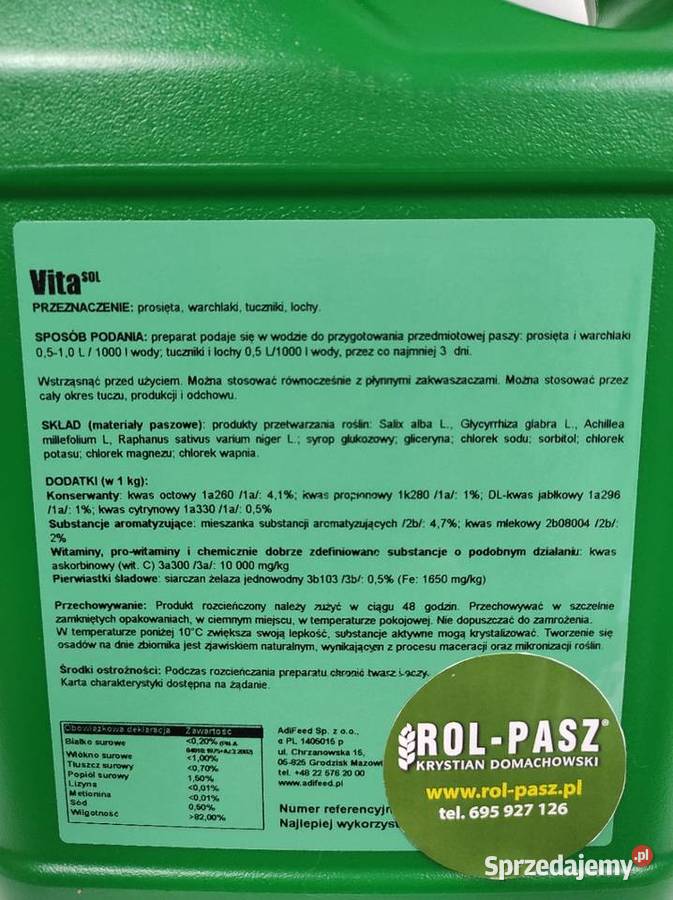 Vita SOL
PRZEZNACZENIE: prosięta, warchlaki, tuczniki, lochy.
SPOSÓB PODANIA: preparat podaje się w wodzie do przygotowania przedmiotowej paszy: prosięta i warchlaki
0,5-1,0 L / 1000 l wody; tuczniki i lochy 0,5 L/1000 l wody, przez co najmniej 3 dni.
Wstrząsnąć przed użyciem. Można stosować równocześnie z płynnymi zakwaszaczami. Można stosować przez
cały okres tuczu, produkcji i odchowu.
SKŁAD (materiały paszowe): produkty przetwarzania roślin: Salix alba L., Glycyrrhiza glabra L., Achillea
millefolium L, Raphanus sativus varium niger L.; syrop glukozowy; gliceryna; chlorek sodu; sorbitol; chlorek
potasu; chlorek magnezu; chlorek wapnia.
DODATKI (w 1 kg):
Konserwanty: kwas octowy 1a260 /1a/: 4,1%; kwas propionowy 1k280 /1a/: 1%; DL-kwas jabłkowy 1a296
/1a/: 1%; kwas cytrynowy 1a330 /1a/: 0,5%
Substancje aromatyzujące: mieszanka substancji aromatyzujących /2b/: 4,7%; kwas mlekowy 2b08004 /2b/:
2%
Witaminy, pro-witaminy i chemicznie dobrze zdefiniowane substancje o podobnym działaniu: kwas
askorbinowy (wit. C) 3a300 /3a/: 10 000 mg/kg
Pierwiastki śladowe: siarczan żelaza jednowodny 3b103 /3b/: 0,5% (Fe: 1650 mg/kg)
Przechowywanie: Produkt rozcieńczony należy zużyć w ciągu 48 godzin. Przechowywać w szczelnie
zamkniętych opakowaniach, w ciemnym miejscu, w temperaturze pokojowej. Nie dopuszczać do zamrożenia.
W temperaturze poniżej 10°C zwiększa swoją lepkość, substancje aktywne mogą krystalizować. Tworzenie się
osadów na dnie zbiornika jest zjawiskiem naturalnym, wynikającym z procesu maceracji oraz mikronizacji roślin.
Środki ostrożności: Podczas rozcieńczania preparatu chronić twarz i oczy.
Karta charakterystyki dostępna na żądanie.
Obowiązkowa deklaracja Zawartość
Białko surowe <0,20%
Włókno surowe <1,00%
Tłuszcz surowy <0,70%
Popiół surowy 1,50%
Lizyna <0,01%
Metionina <0,01%
Sód 0,50%
Wilgotność >82,00%
AdiFeed Sp. z o.o.,
α PL 1406016 p
ul. Chrzanowska 15,
05-825 Grodzisk Mazowi
tel. +48 22 576 20 00
www.adifeed.pl
Numer referencyjn
Najlepiej wykorzyst
ROL-PASZ®
KRYSTIAN DOMACHOWSKI
www.rol-pasz.pl
tel. 695 927 126
Sprzedajemy.pl